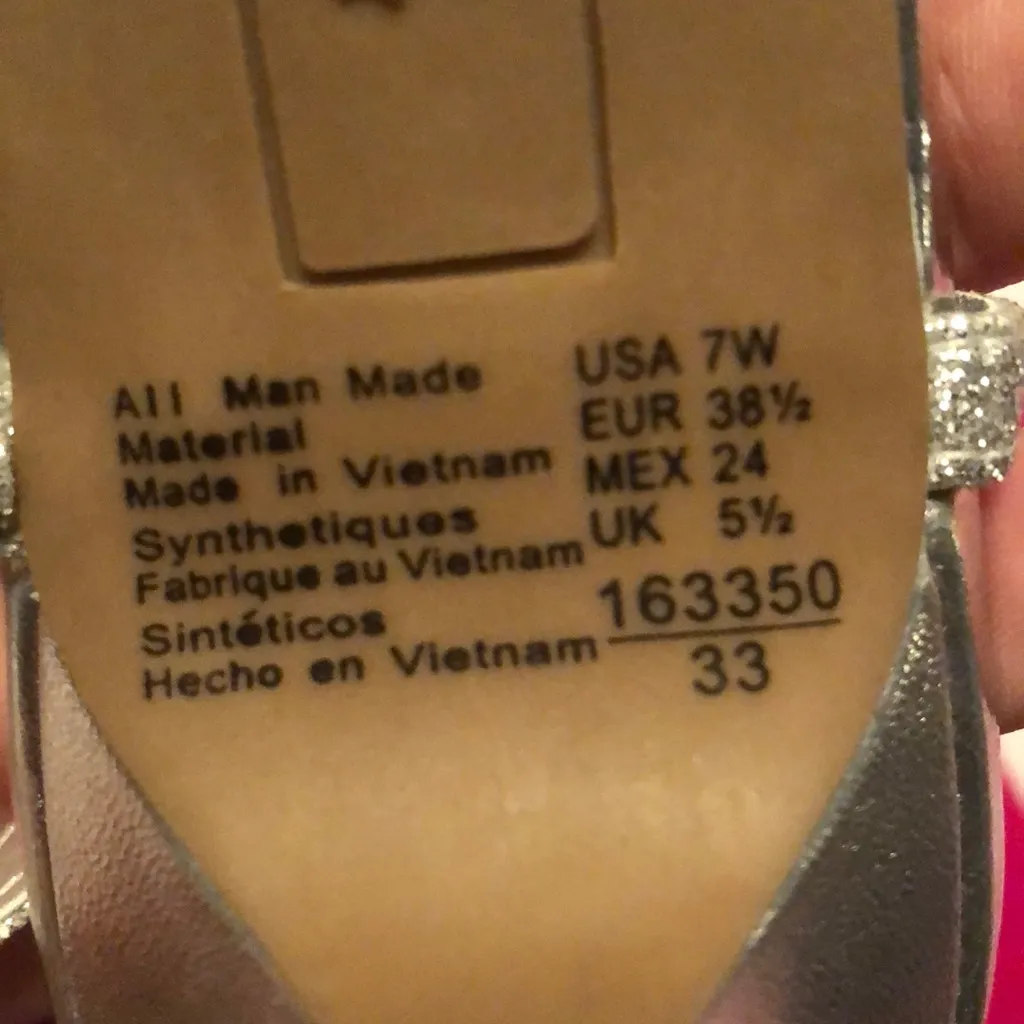 All Man Made
Material
Made in Vietnam
Synthetiques
Fabrique au Vietnam
Sintéticos
Hecho en Vietnam
USA 7W
EUR 38½
MEX 24
UK 5½
163350
33